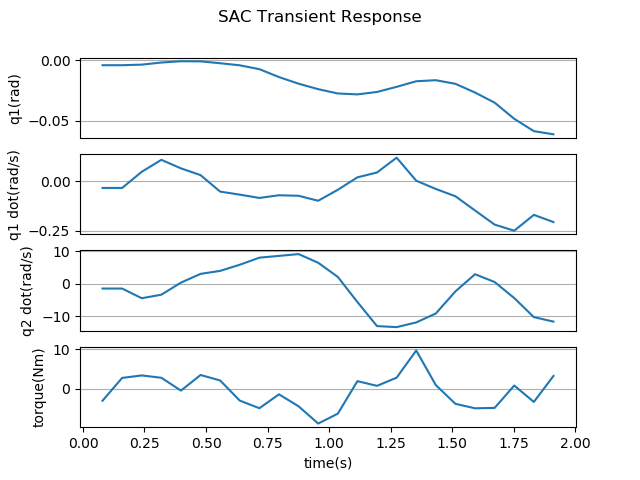 SAC Transient Response
q1(rad)
0.00
−0.05
q1 dot(rad/s)
0.00
−0.25
q2 dot(rad/s)
10
0
−10
torque(Nm)
10
0
0.00 0.25 0.50 0.75 1.00 1.25 1.50 1.75 2.00
time(s)